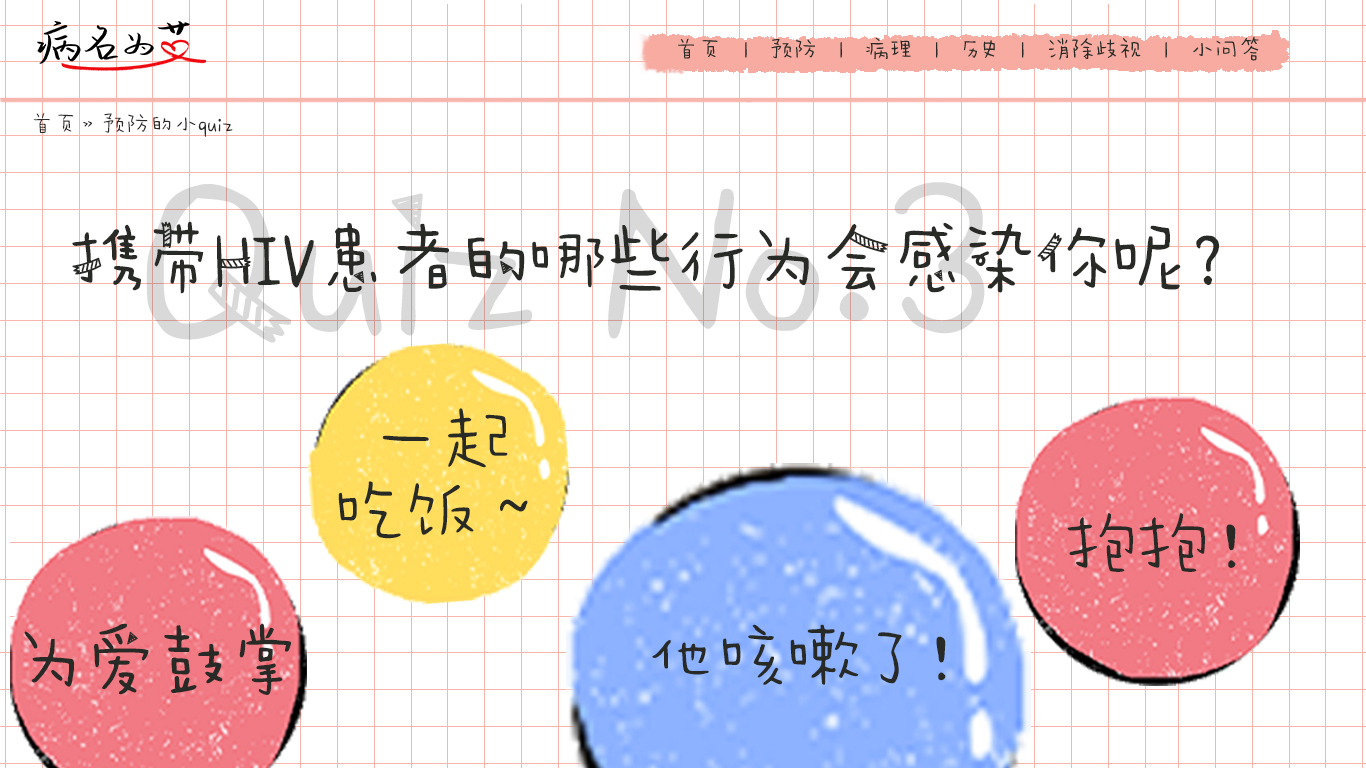 病名为艾
首页 | 预防 | 病理 | 历史 | 消除歧视 | 小问答
首页 » 预防的小quiz
Quiz No.3
携带HIV患者的哪些行为会感染你呢？
一起
吃饭~
抱抱！
为爱鼓掌
他咳嗽了！